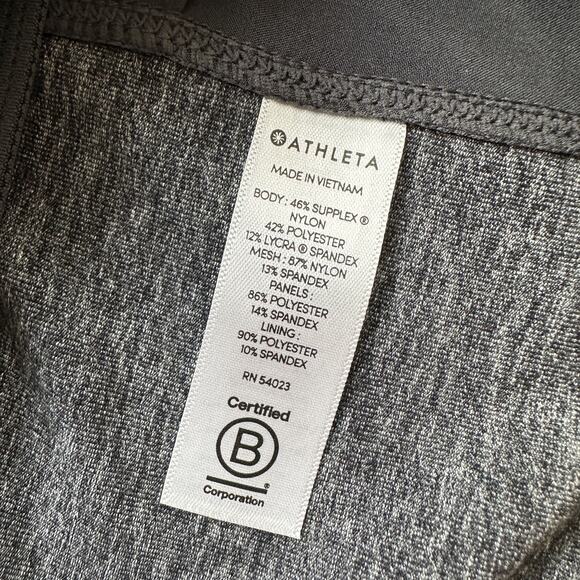 ATHLETA
MADE IN VIETNAM
BODY : 46% SUPPLEX ®
NYLON
42% POLYESTER
12% LYCRA ® SPANDEX
MESH : 87% NYLON
13% SPANDEX
PANELS :
86% POLYESTER
14% SPANDEX
LINING :
90% POLYESTER
10% SPANDEX
RN 54023
Certified
B
®
Corporation